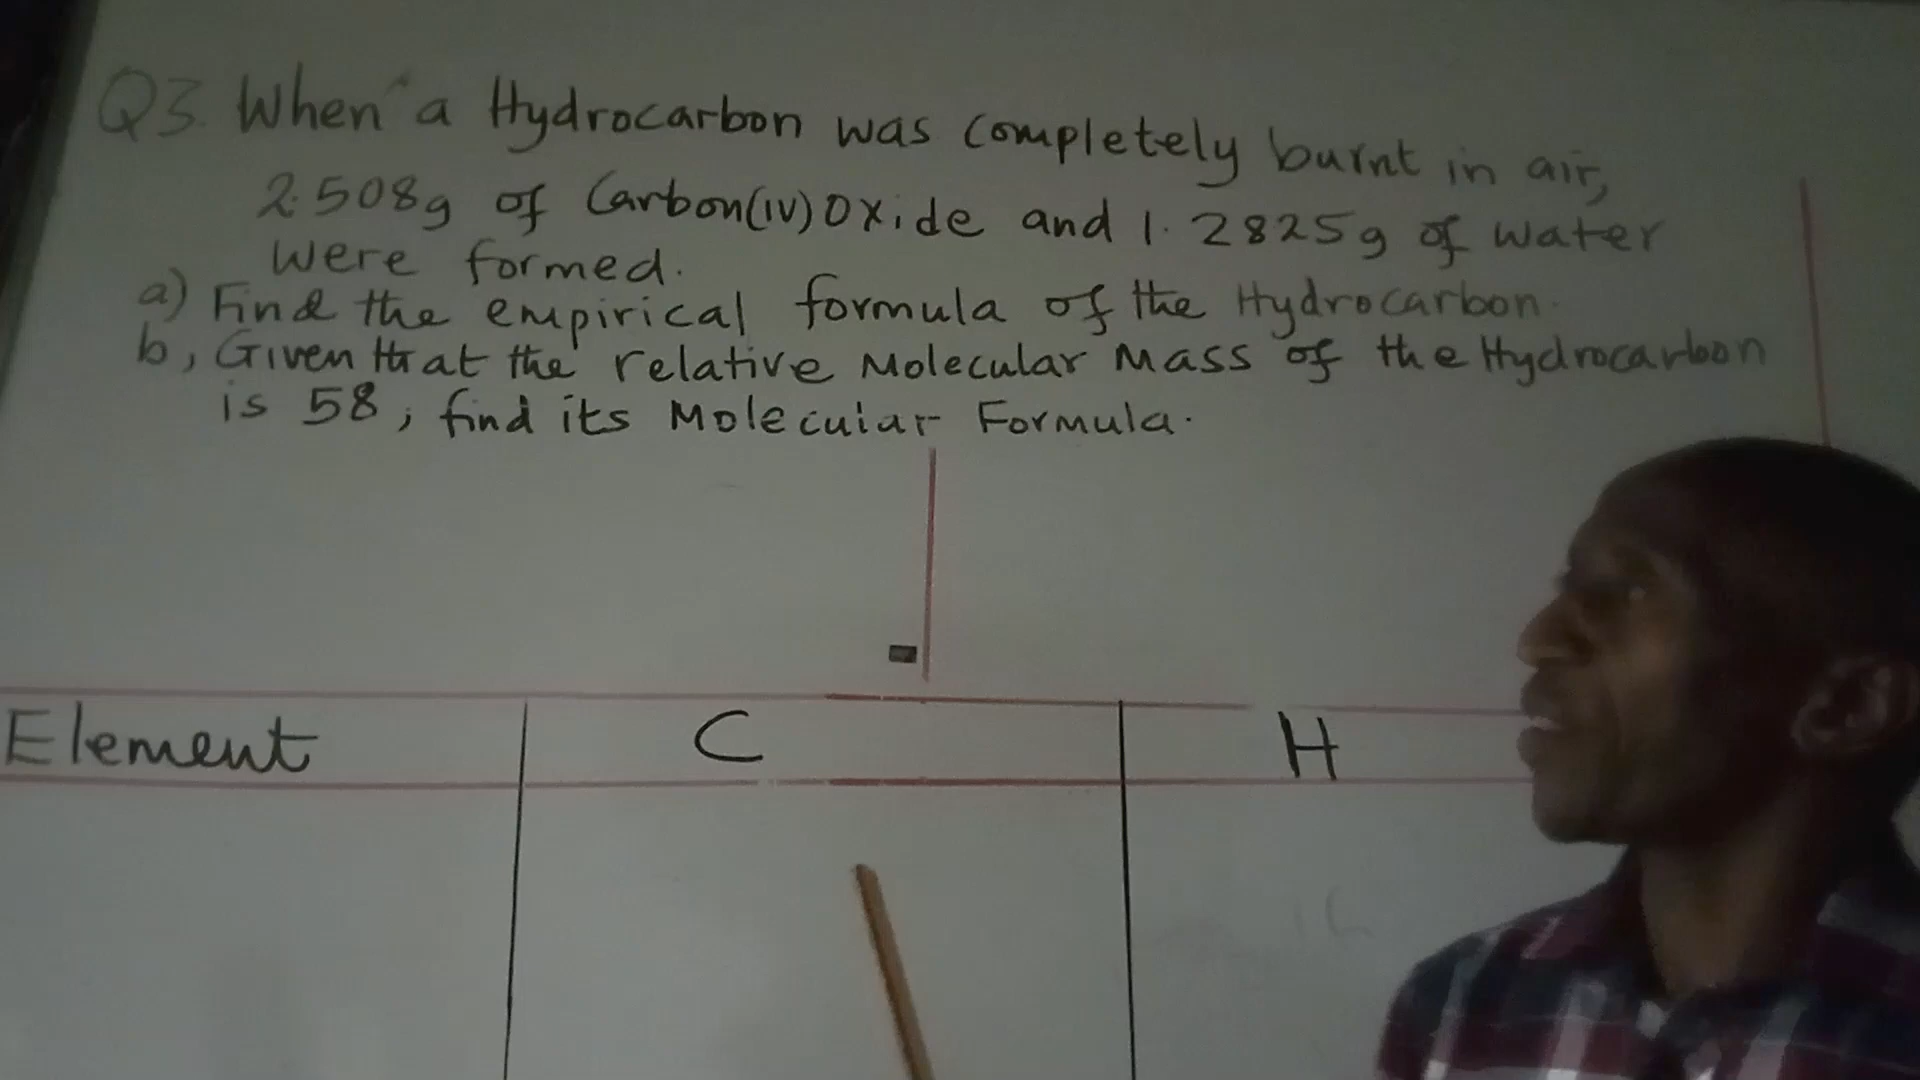 Q3. When a Hydrocarbon was completely burnt in air,
2.508g of Carbon(IV) Oxide and 1.2825g of water
were formed.
a) Find the empirical formula of the Hydrocarbon.
b, Given that the relative Molecular Mass of the Hydrocarbon
is 58, find its Molecular Formula.
Element C H